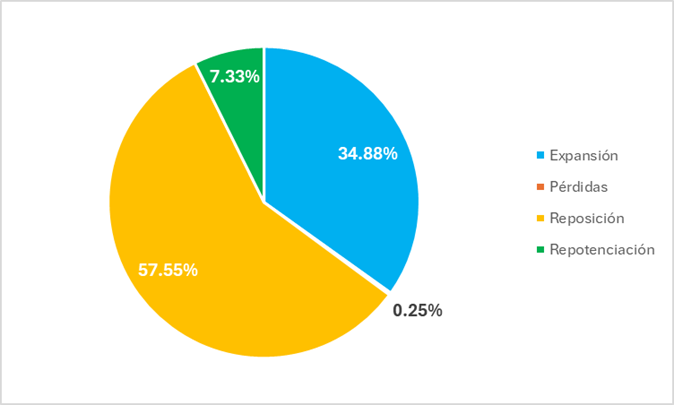 7.33%
34.88%
57.55%
0.25%
Expansión
Pérdidas
Reposición
Repotenciación